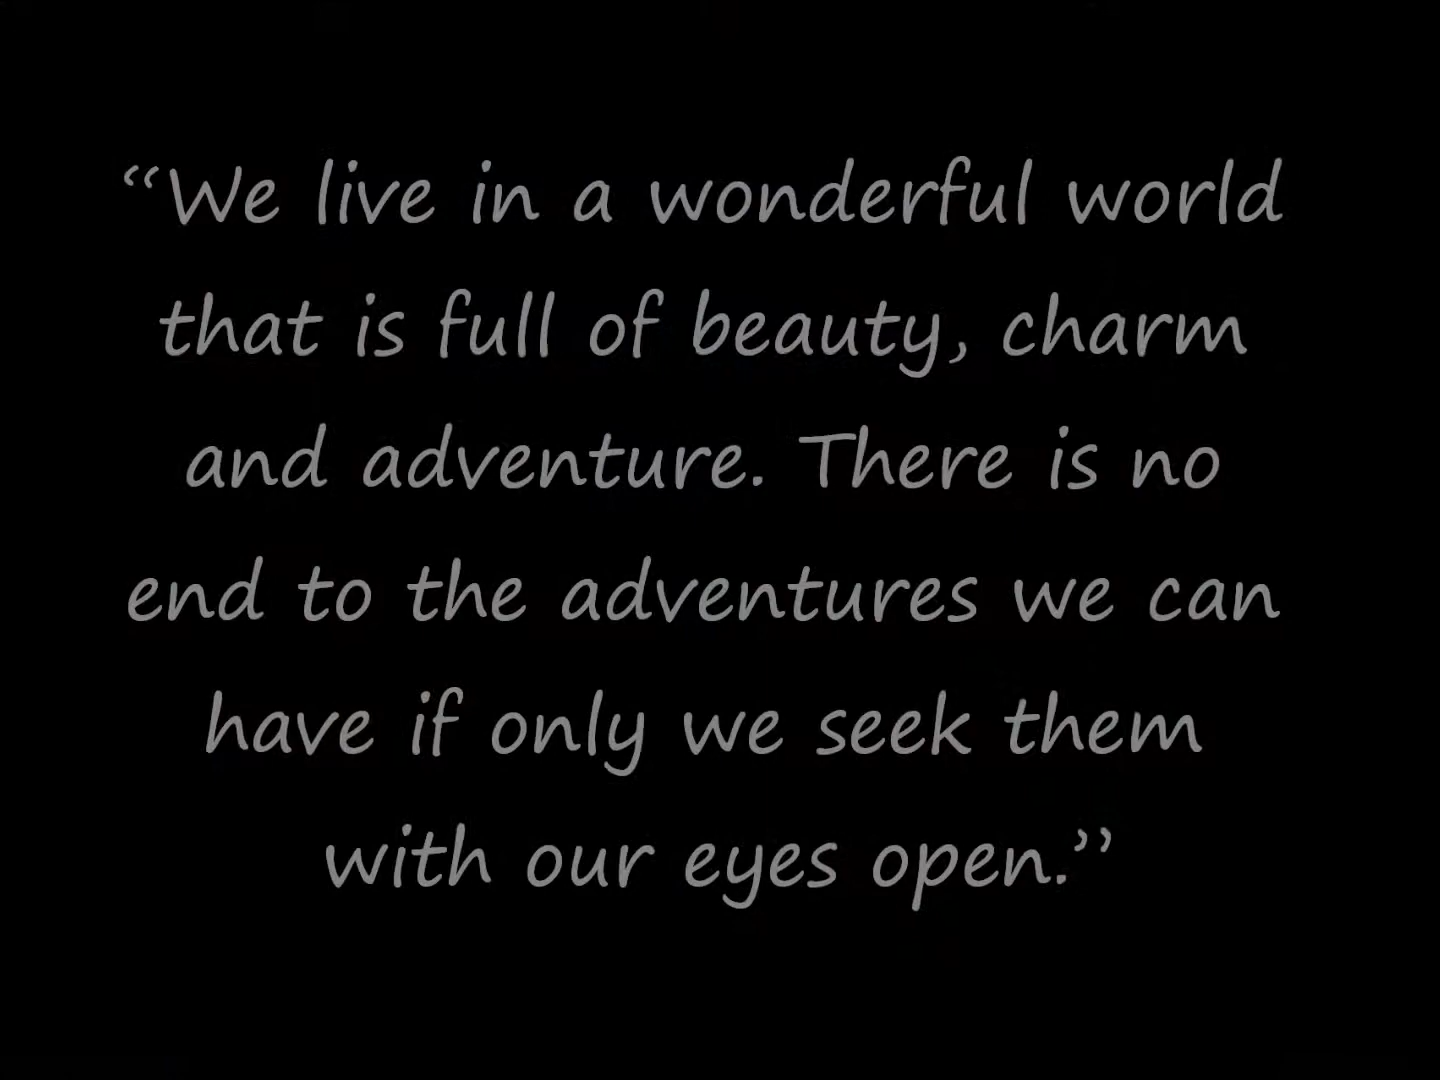 “We live in a wonderful world
that is full of beauty, charm
and adventure. There is no
end to the adventures we can
have if only we seek them
with our eyes open.’’